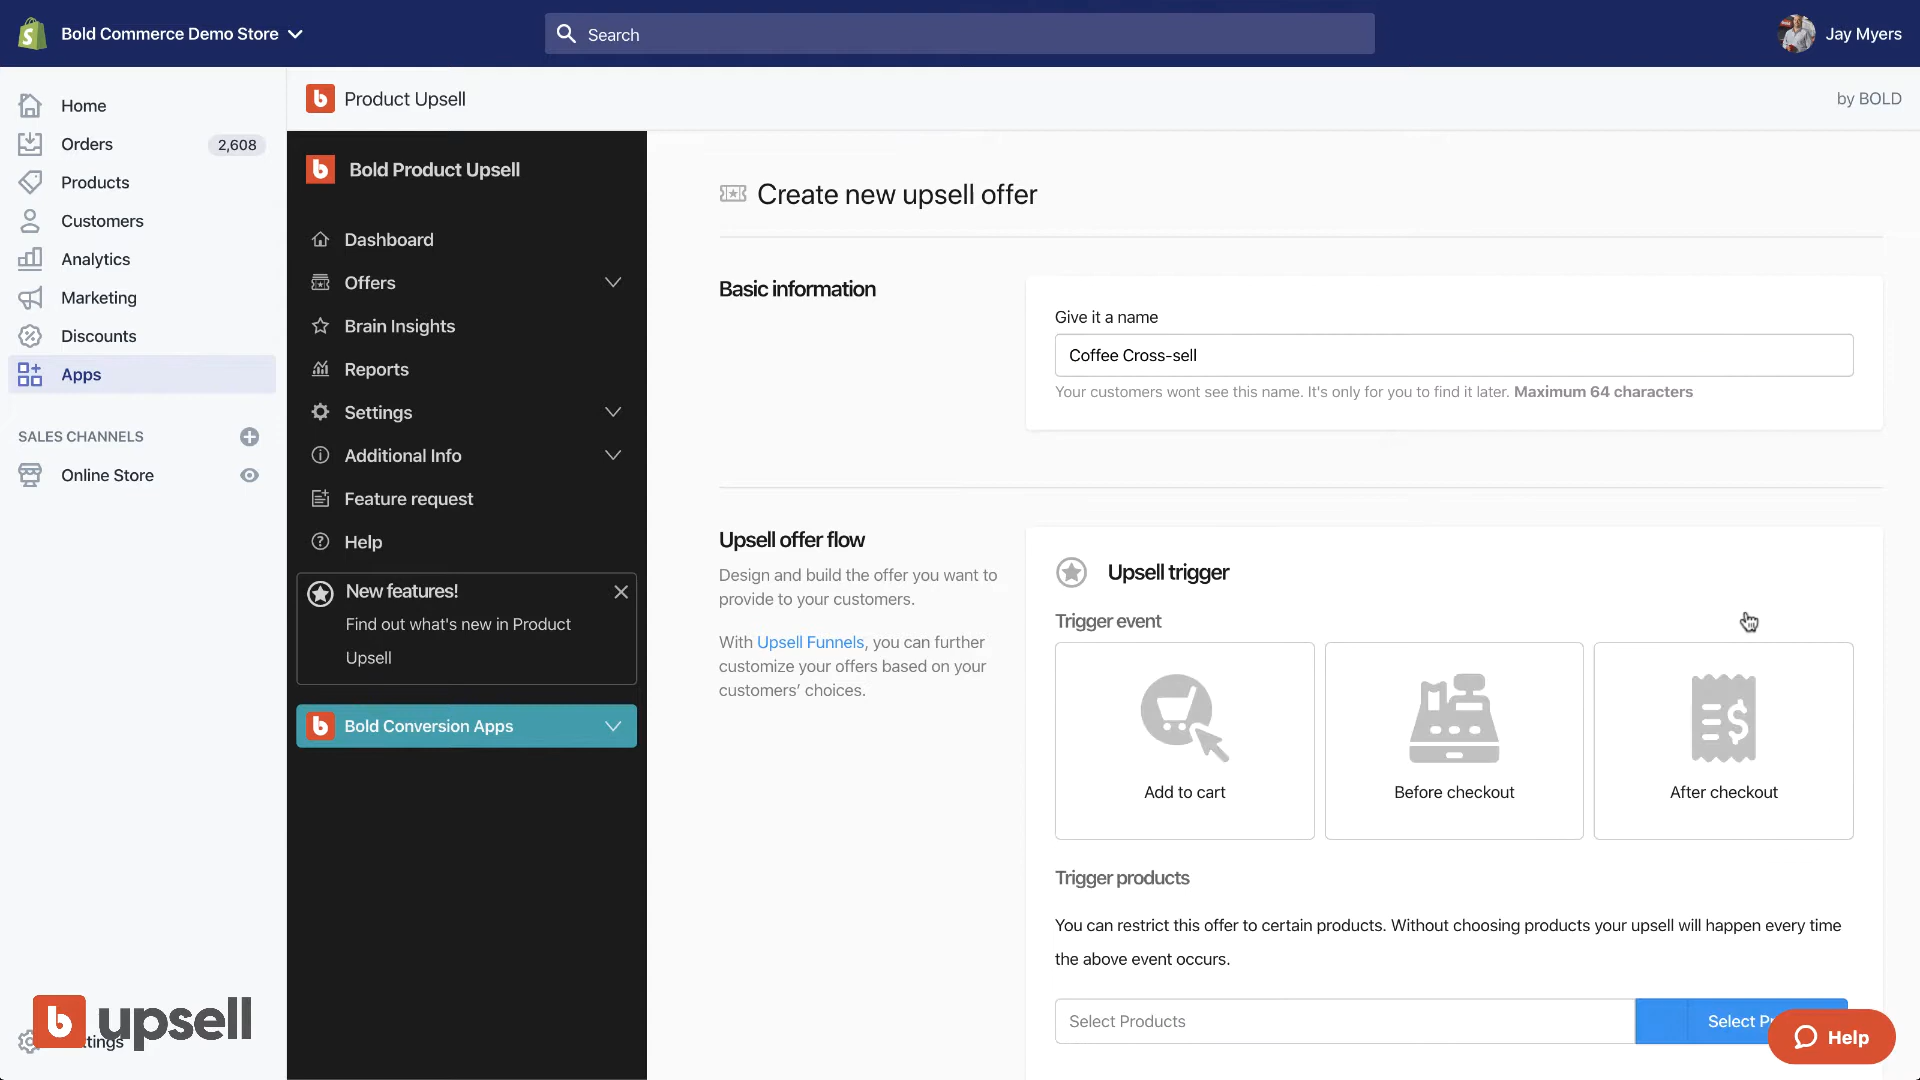 Bold Commerce Demo Store
Search
Jay Myers
Home
Orders
2,608
Products
Customers
Analytics
Marketing
Discounts
Apps
SALES CHANNELS
Online Store
upsell
Product Upsell
by BOLD
Bold Product Upsell
Dashboard
Offers
Brain Insights
Reports
Settings
Additional Info
Feature request
Help
New features!
Find out what's new in Product
Upsell
Bold Conversion Apps
Create new upsell offer
Basic information
Give it a name
Coffee Cross-sell
Your customers wont see this name. It's only for you to find it later. Maximum 64 characters
Upsell offer flow
Design and build the offer you want to
provide to your customers.
With Upsell Funnels, you can further
customize your offers based on your
customers' choices.
Upsell trigger
Trigger event
Add to cart
Before checkout
After checkout
Trigger products
You can restrict this offer to certain products. Without choosing products your upsell will happen every time
the above event occurs.
Select Products
Select
Help